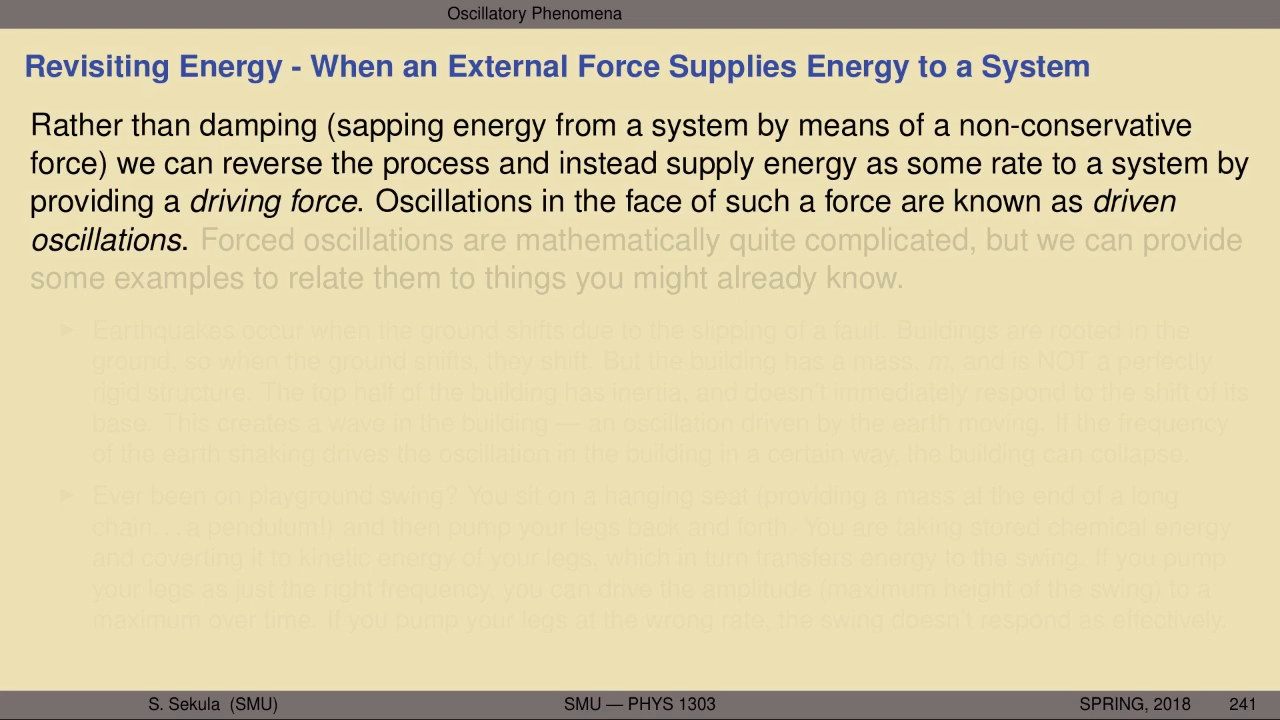 Oscillatory Phenomena
Revisiting Energy - When an External Force Supplies Energy to a System
Rather than damping (sapping energy from a system by means of a non-conservative
force) we can reverse the process and instead supply energy as some rate to a system by
providing a driving force. Oscillations in the face of such a force are known as driven
oscillations. Forced oscillations are mathematically quite complicated, but we can provide
some examples to relate them to things you might already know.
► Earthquakes occur when the ground shifts due to the slipping of a fault. Buildings are rooted in the
ground, so when the ground shifts, they shift. But the building has a mass, m, and is NOT a perfectly
rigid structure. The top half of the building has inertia, and doesn't immediately respond to the shift of its
base. This creates a wave in the building — an oscillation driven by the earth moving. If the frequency
of the earth shaking drives the oscillation in the building in a certain way, the building can collapse.
► Ever been on playground swing? You sit on a hanging seat (providing a mass at the end of a long
chain . . . a pendulum!) and then pump your legs back and forth. You are taking stored chemical energy
and coverting it to kinetic energy of your legs, which in turn transfers energy to the swing. If you pump
your legs as just the right frequency, you can drive the amplitude (maximum height of the swing) to a
maximum over time. If you pump your legs at the wrong rate, the swing doesn't respond as effectively.
S. Sekula (SMU) SMU — PHYS 1303 SPRING, 2018 241